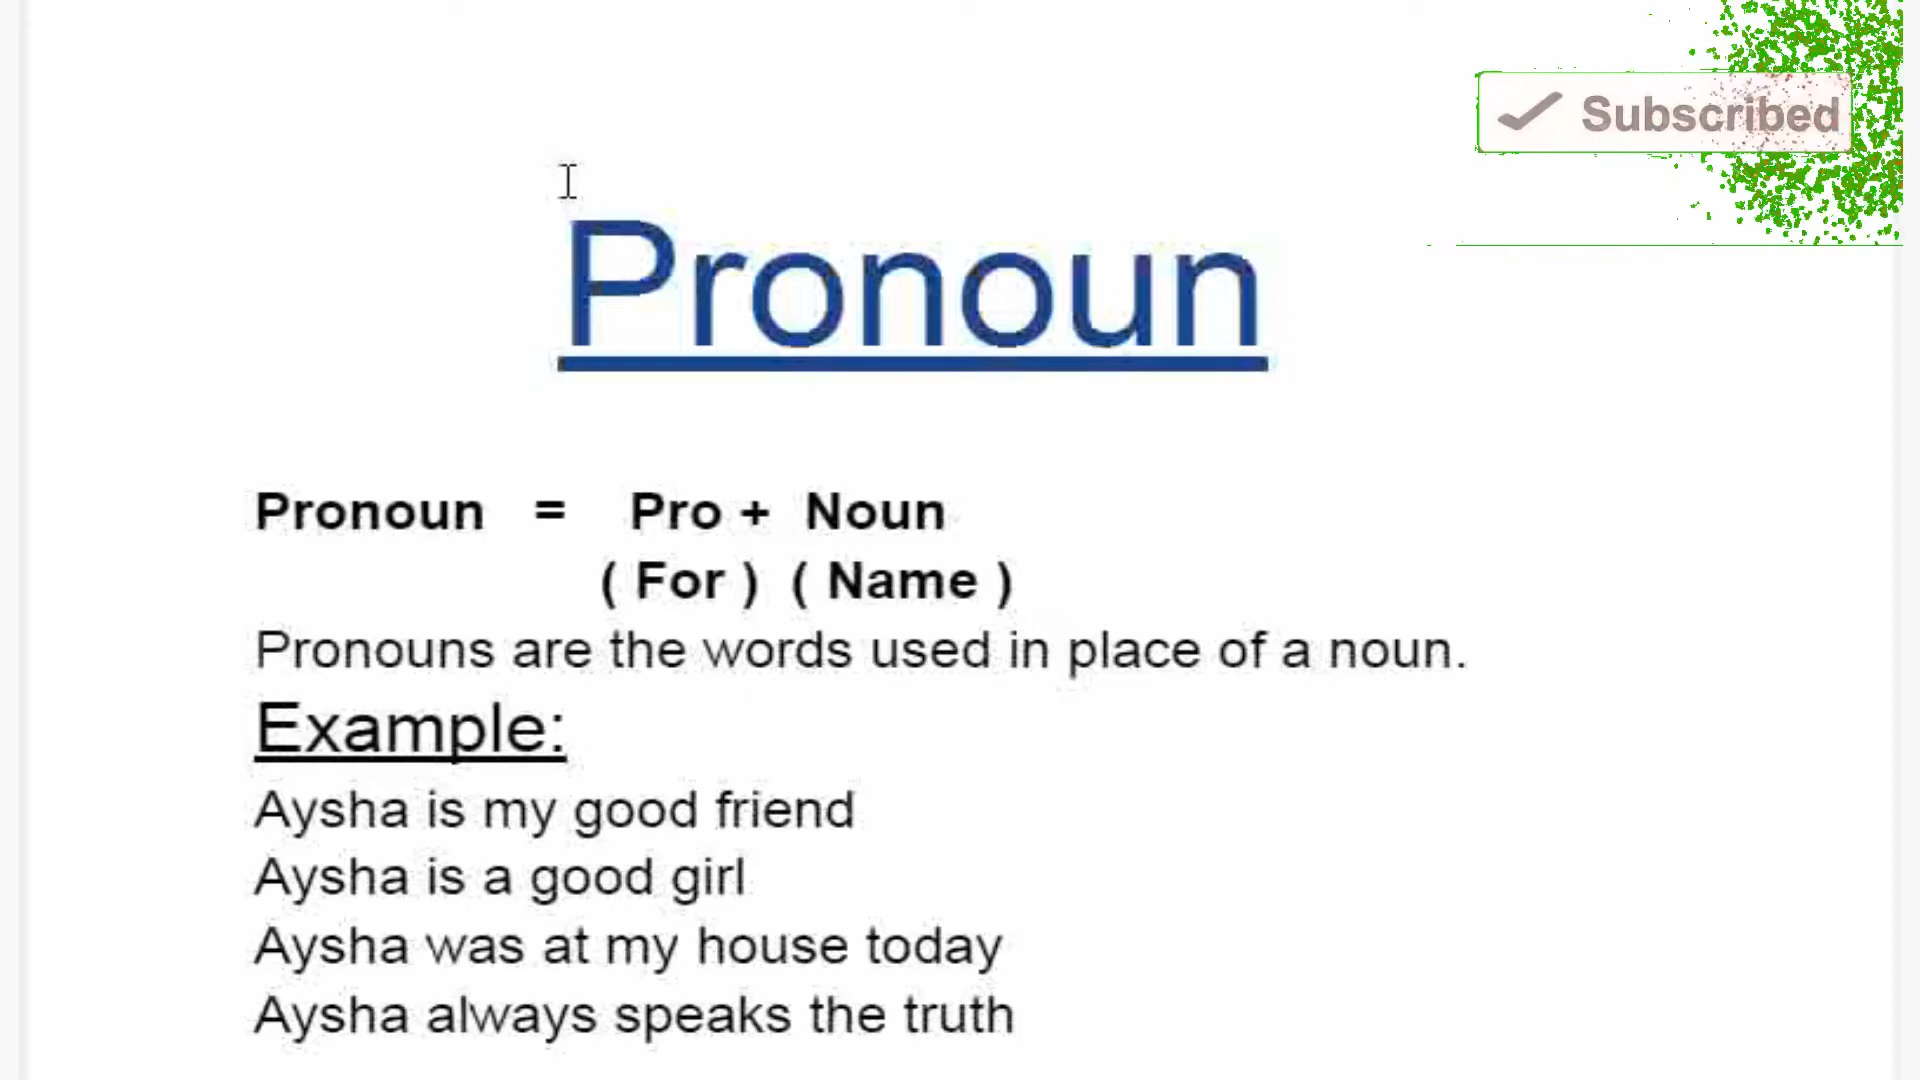 Subscribed
Pronoun
Pronoun = Pro + Noun
( For ) ( Name )
Pronouns are the words used in place of a noun.
Example:
Aysha is my good friend
Aysha is a good girl
Aysha was at my house today
Aysha always speaks the truth